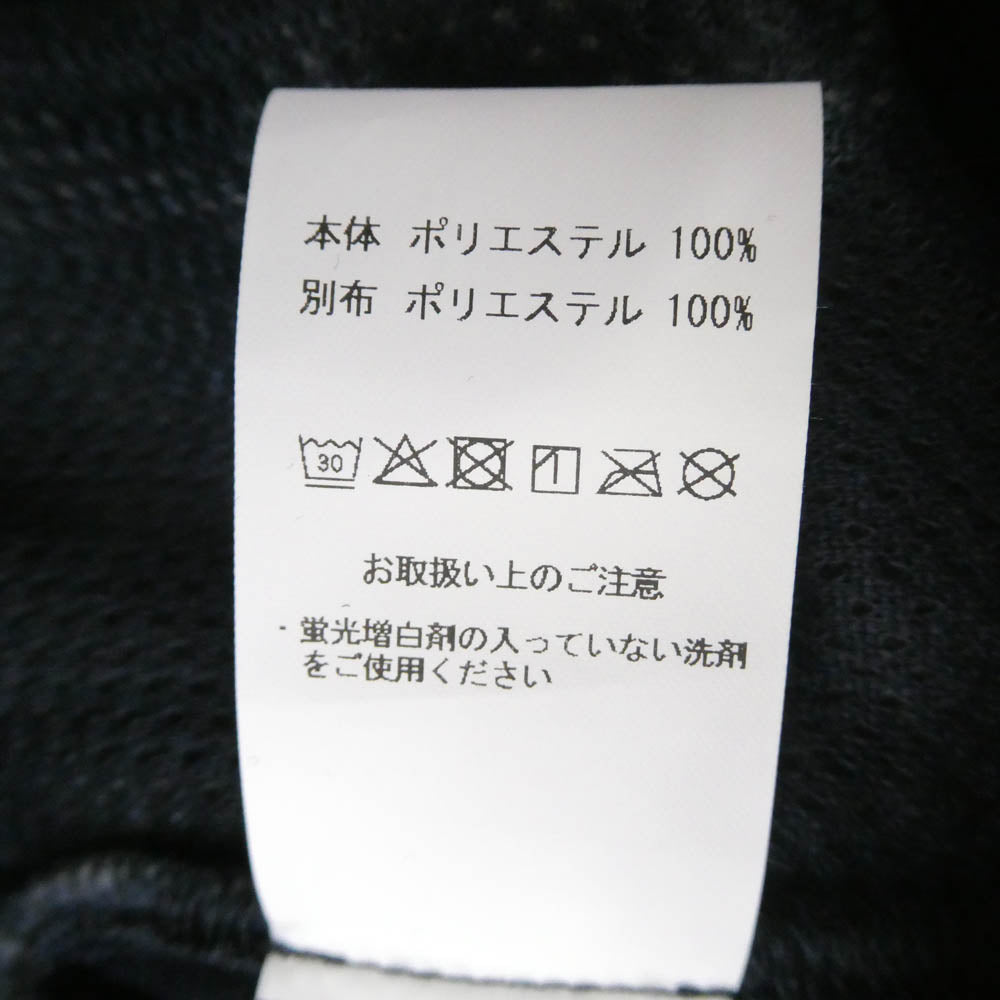 本体 ポリエステル 100%
別布 ポリエステル 100%
30
お取扱い上のご注意
・蛍光増白剤の入っていない洗剤
をご使用ください